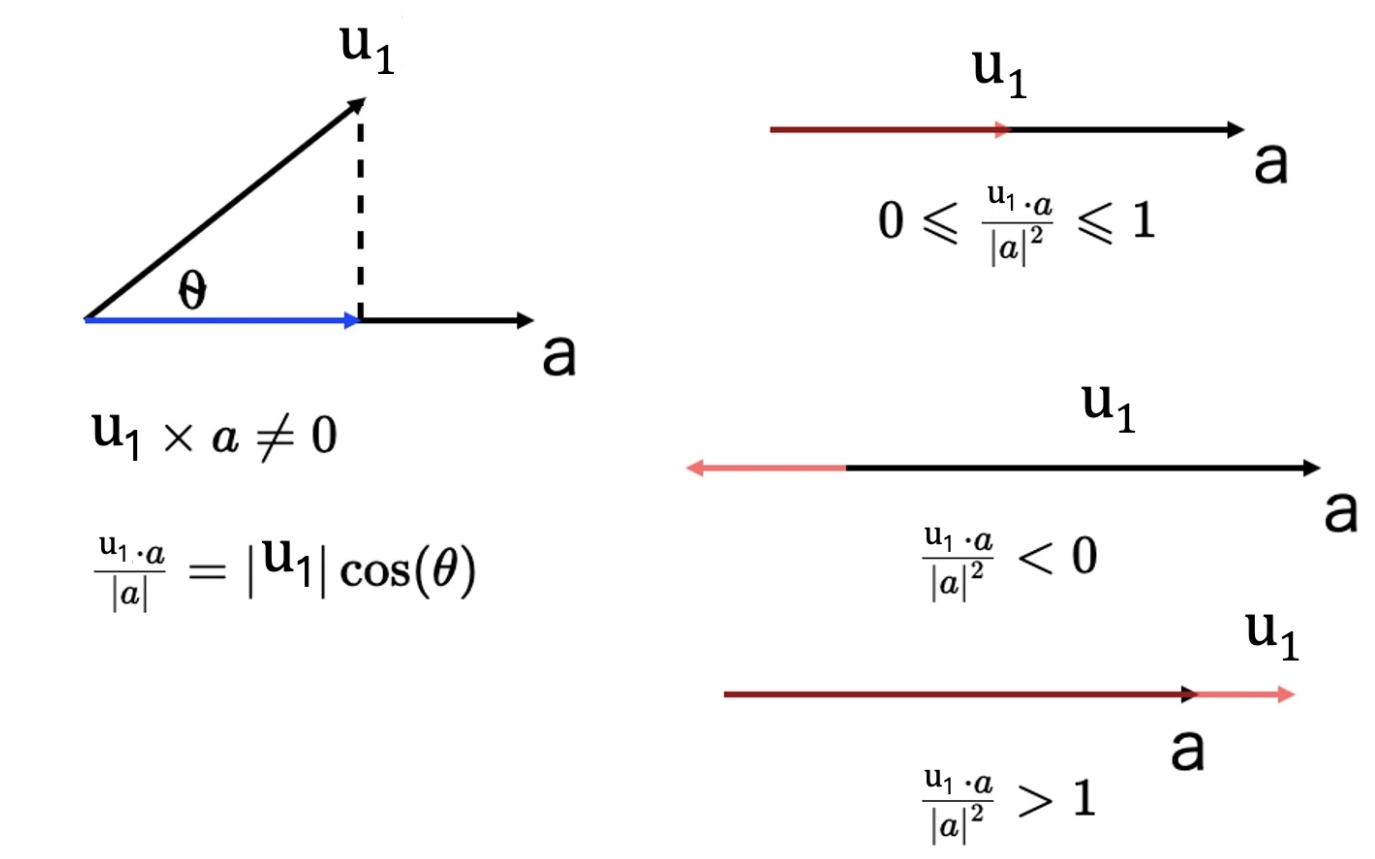 u₁
θ
a
u₁ × a ≠ 0
u₁·a / |a| = |u₁| cos(θ)
u₁
a
0 ⩽ u₁·a / |a|² ⩽ 1
u₁
a
u₁·a / |a|² < 0
u₁
a
u₁·a / |a|² > 1